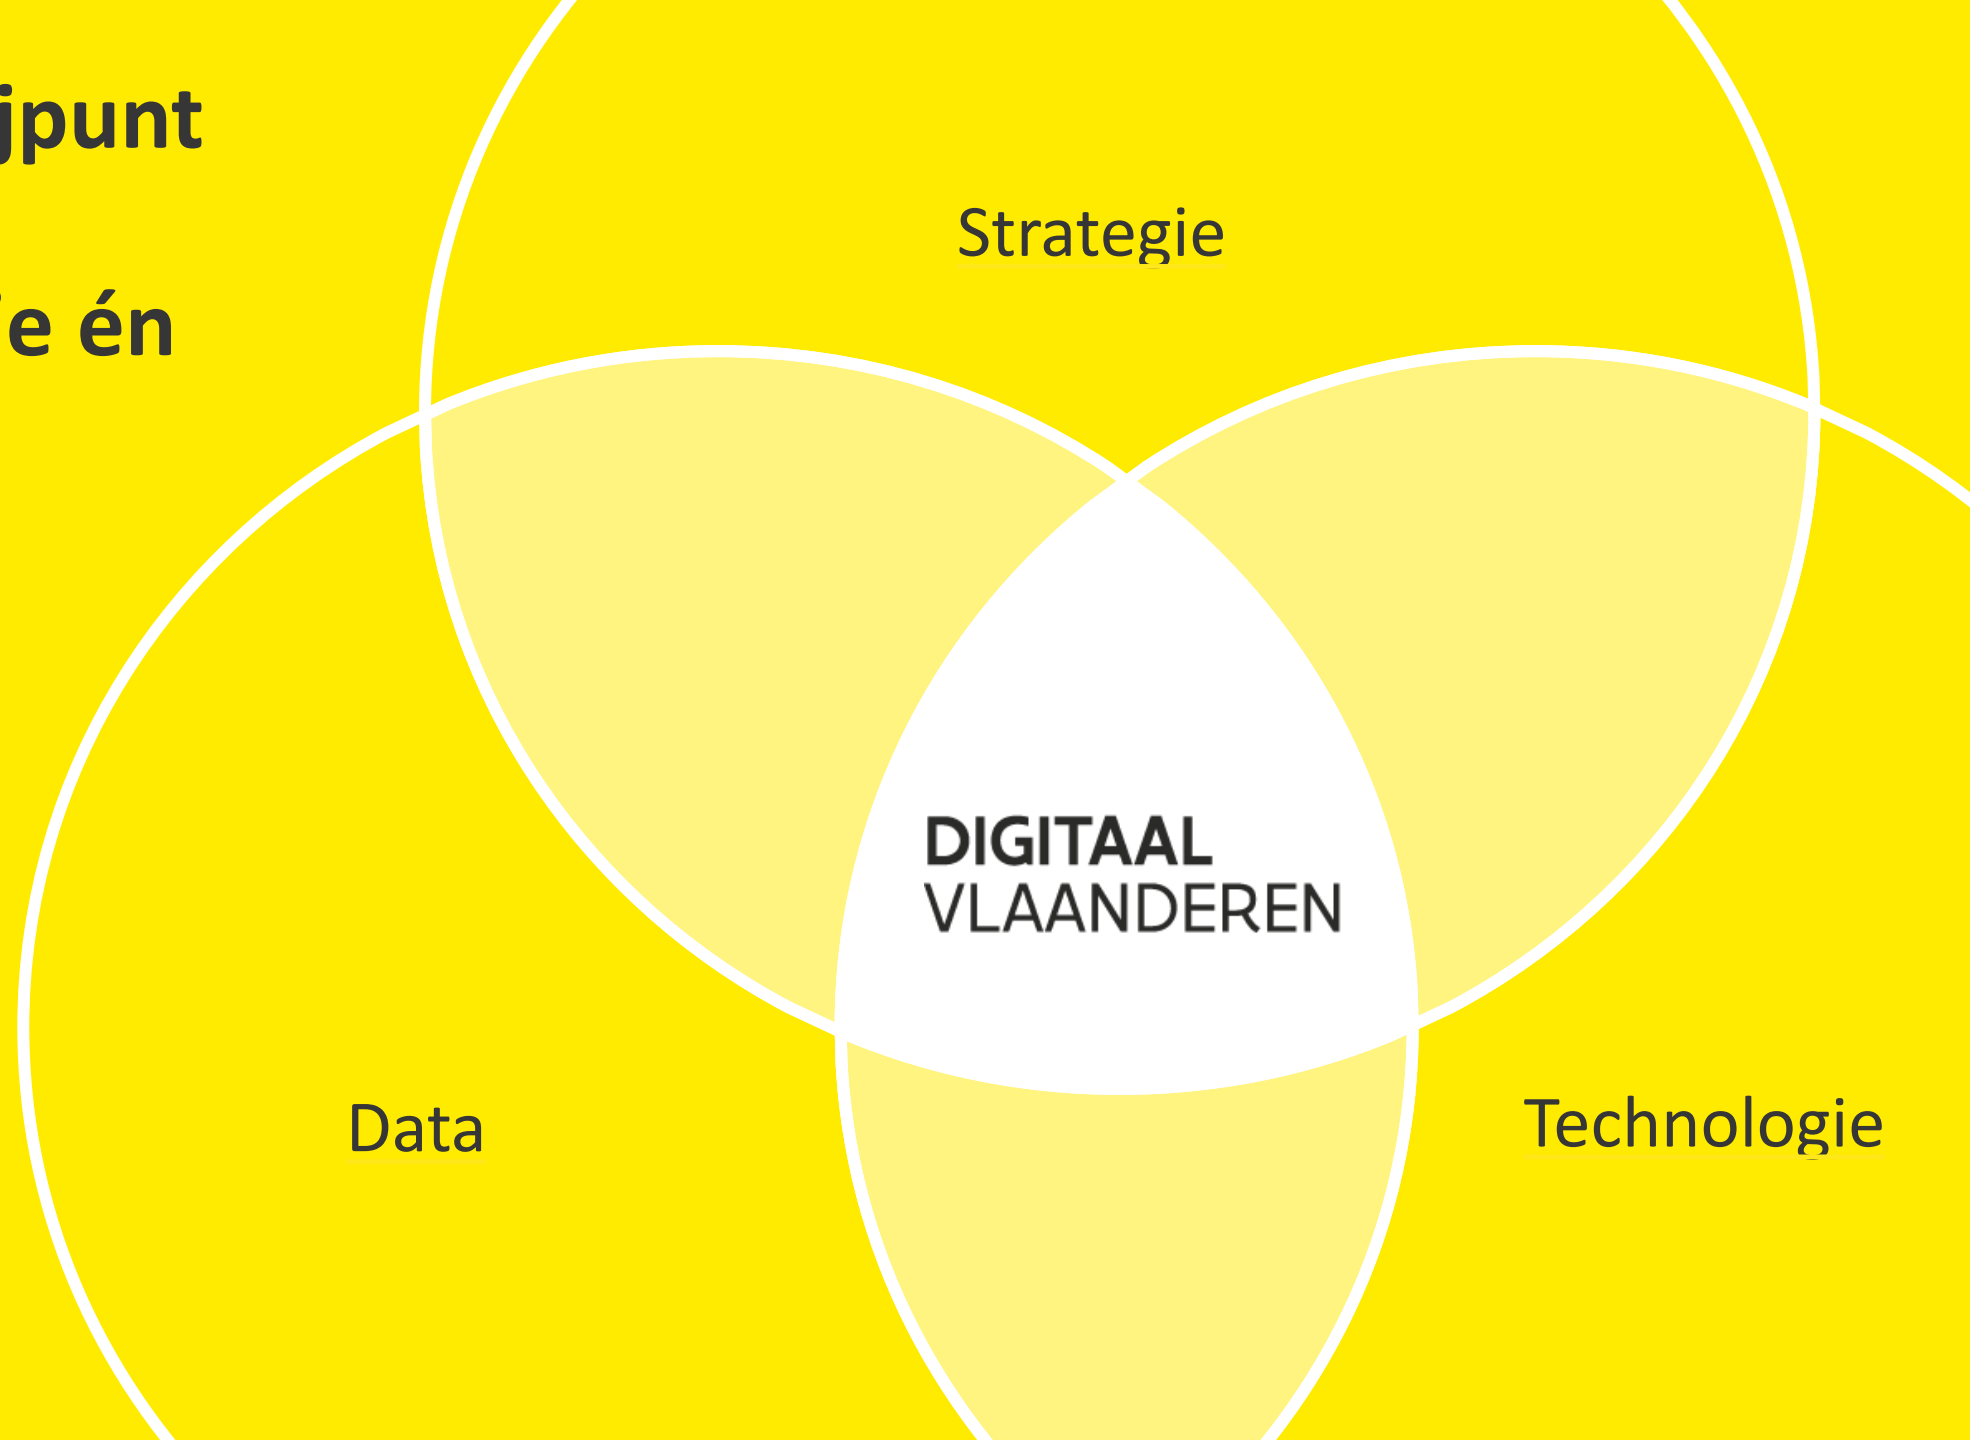 jpunt
e én
Strategie
DIGITAAL
VLAANDEREN
Data
Technologie